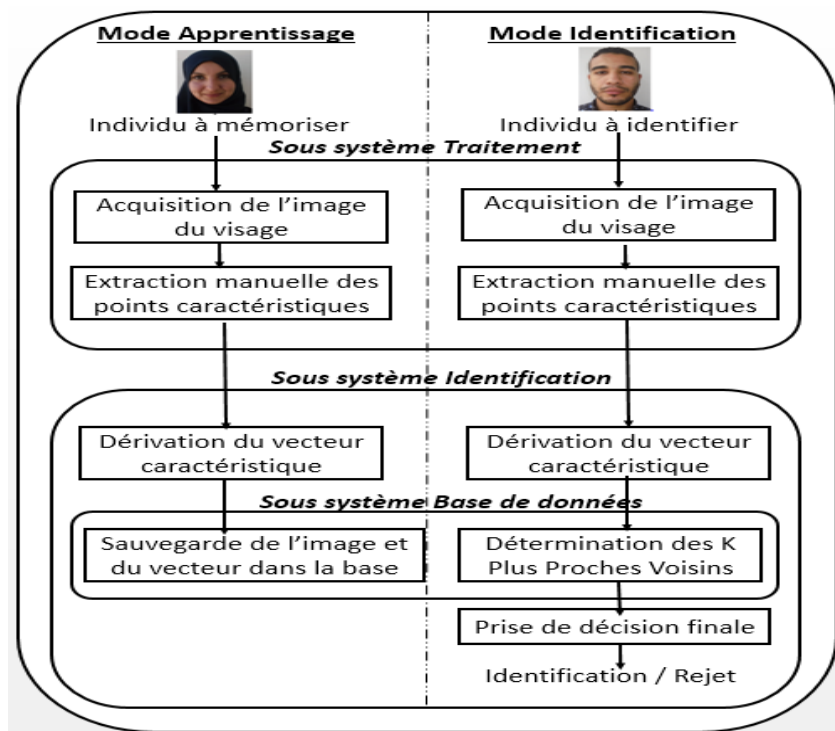 Mode Apprentissage
Mode Identification
Individu à mémoriser
Individu à identifier
Sous système Traitement
Acquisition de l'image
du visage
Acquisition de l'image
du visage
Extraction manuelle des
points caractéristiques
Extraction manuelle des
points caractéristiques
Sous système Identification
Dérivation du vecteur
caractéristique
Dérivation du vecteur
caractéristique
Sous système Base de données
Sauvegarde de l'image et
du vecteur dans la base
Détermination des K
Plus Proches Voisins
Prise de décision finale
Identification / Rejet